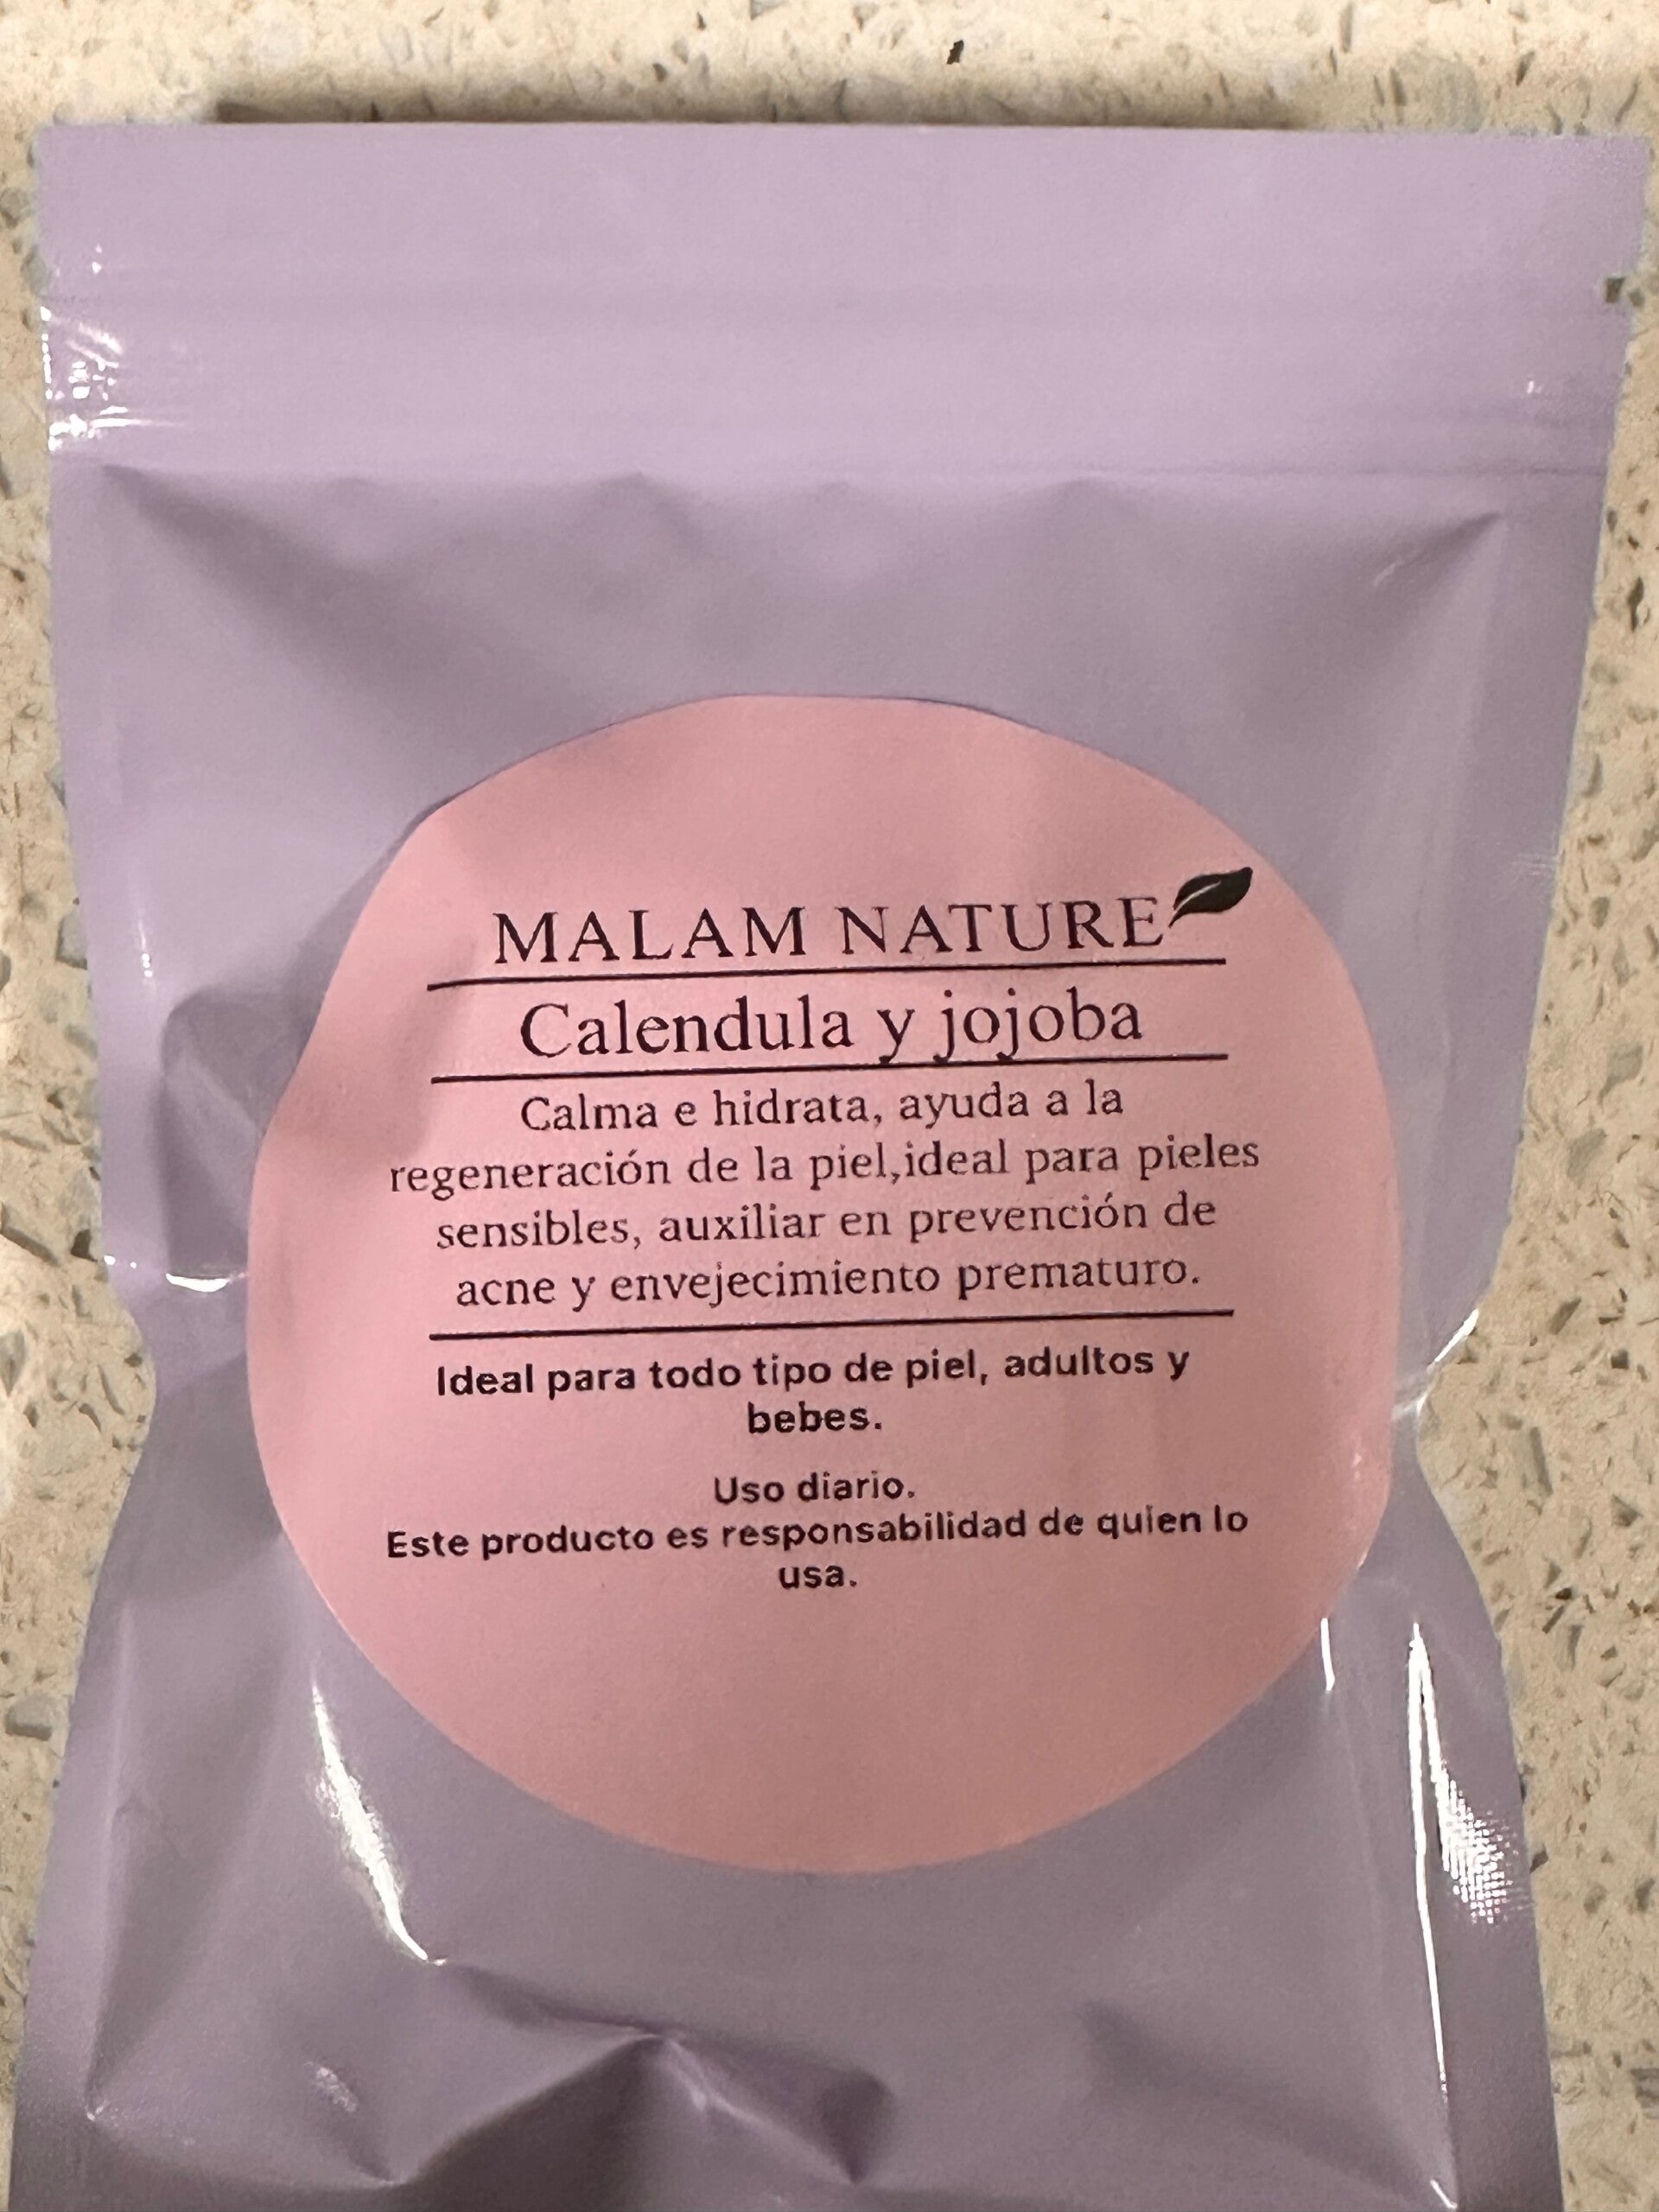 MALAM NATURE
Calendula y jojoba
Calma e hidrata, ayuda a la
regeneración de la piel,ideal para pieles
sensibles, auxiliar en prevención de
acne y envejecimiento prematuro.
Ideal para todo tipo de piel, adultos y
bebes.
Uso diario.
Este producto es responsabilidad de quien lo
usa.